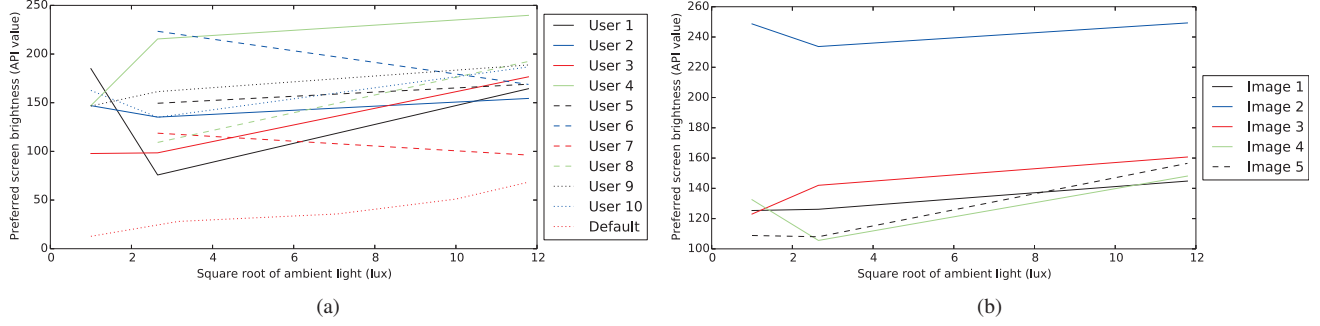 250
200
150
100
50
0
Preferred screen brightness (API value)
0 2 4 6 8 10 12
Square root of ambient light (lux)
User 1
User 2
User 3
User 4
User 5
User 6
User 7
User 8
User 9
User 10
Default
(a)
260
240
220
200
180
160
140
120
100
Preferred screen brightness (API value)
0 2 4 6 8 10 12
Square root of ambient light (lux)
Image 1
Image 2
Image 3
Image 4
Image 5
(b)